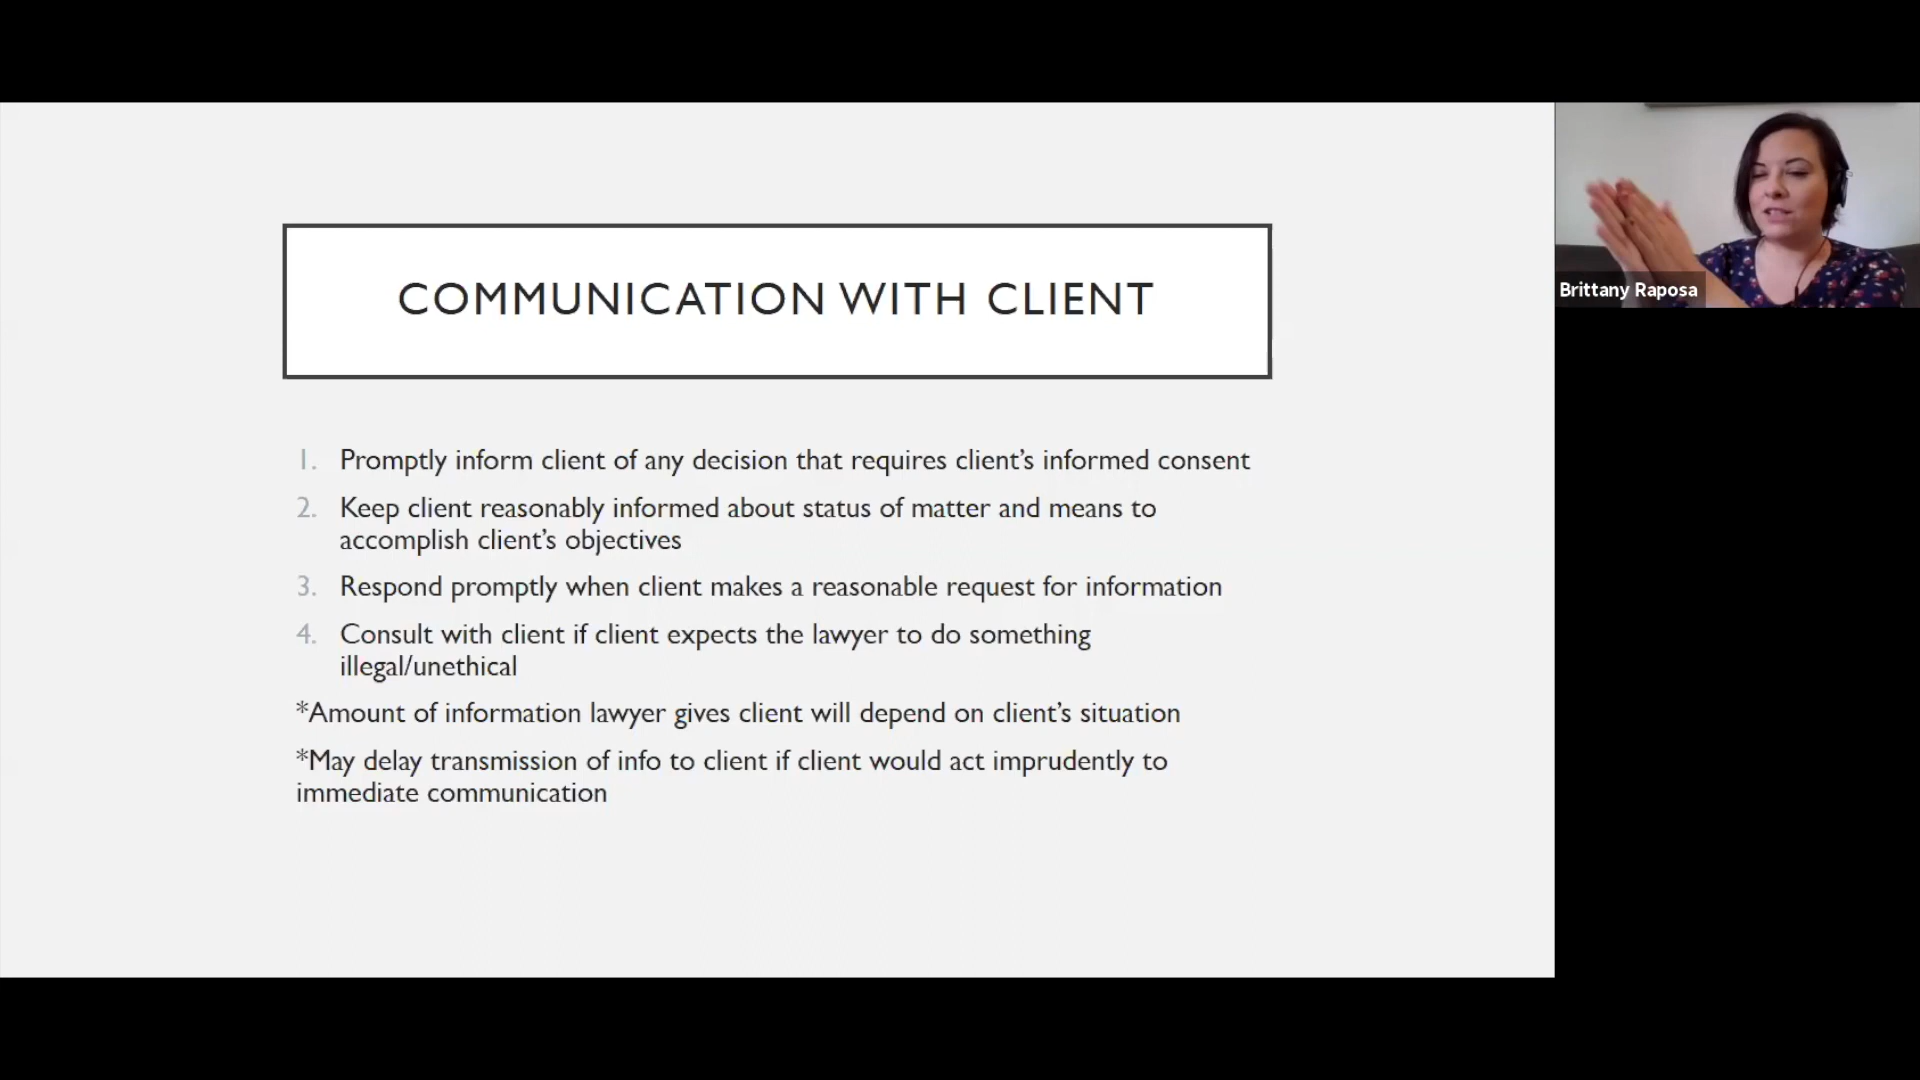 COMMUNICATION WITH CLIENT
1. Promptly inform client of any decision that requires client’s informed consent
2. Keep client reasonably informed about status of matter and means to
accomplish client’s objectives
3. Respond promptly when client makes a reasonable request for information
4. Consult with client if client expects the lawyer to do something
illegal/unethical
*Amount of information lawyer gives client will depend on client’s situation
*May delay transmission of info to client if client would act imprudently to
immediate communication
Brittany Raposa